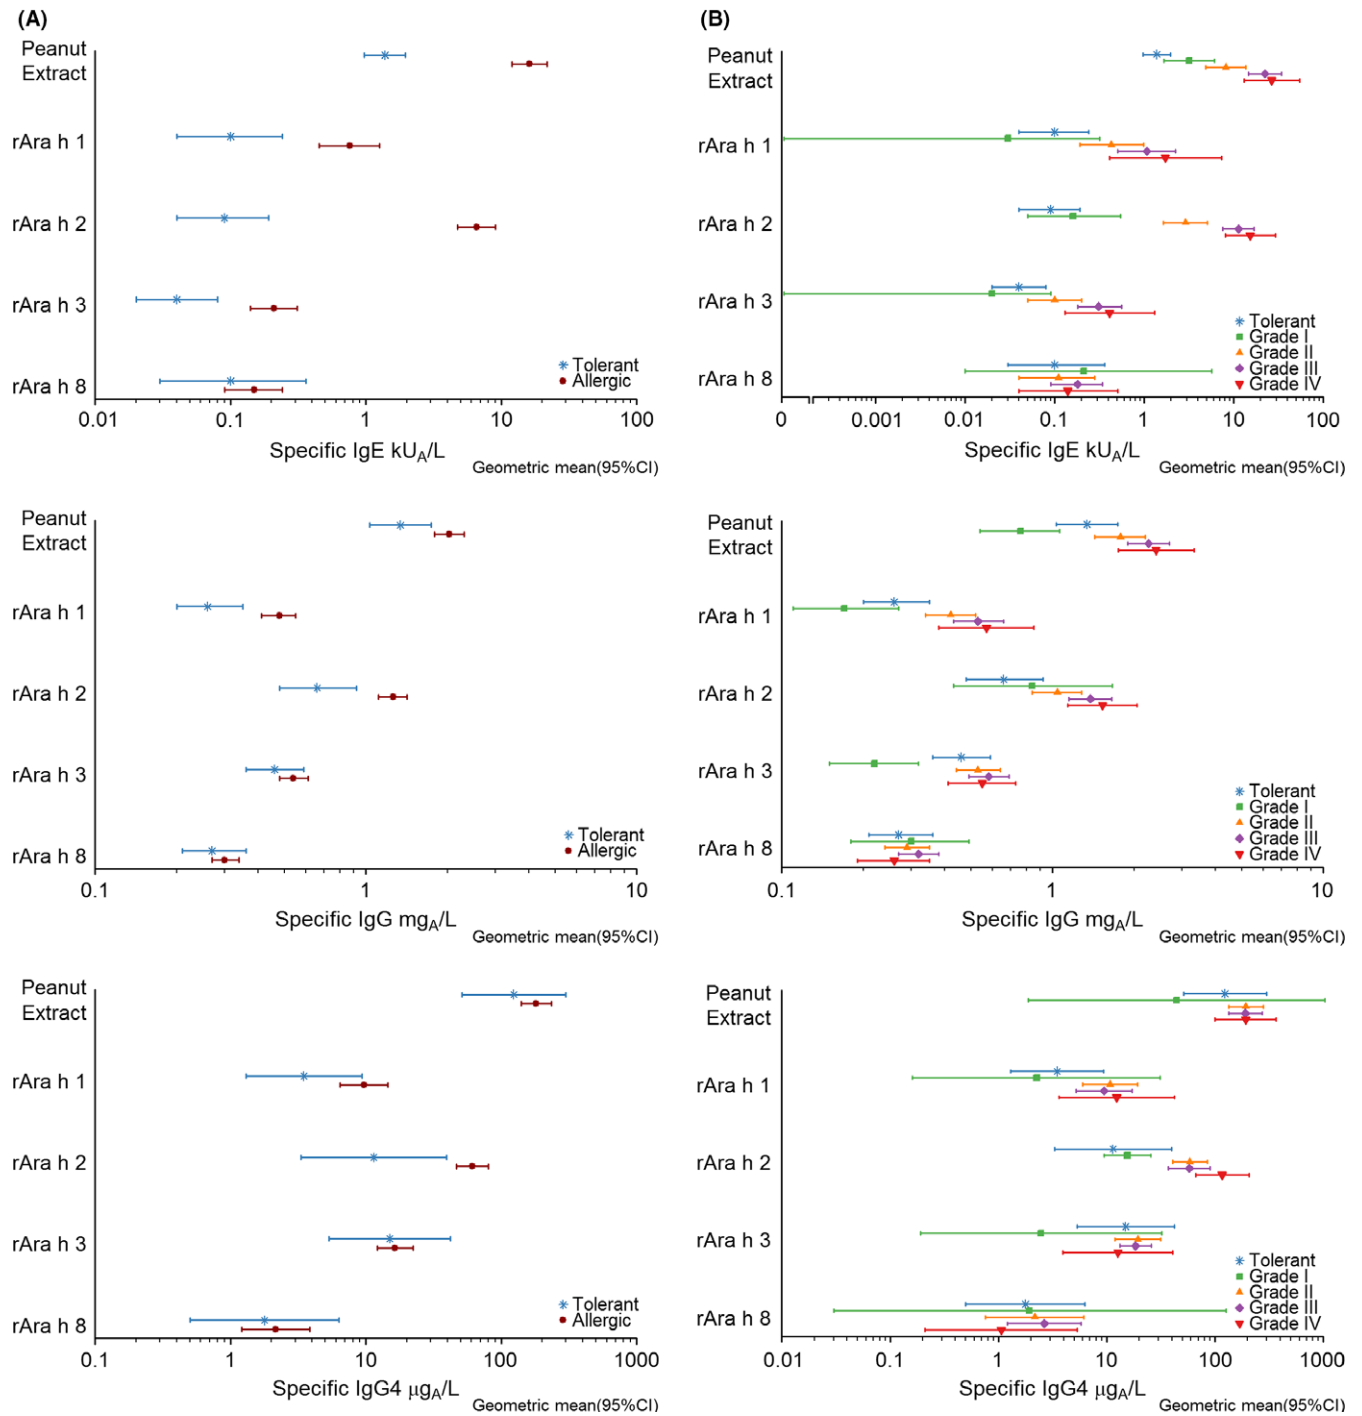 (A)
Peanut
Extract
rAra h 1
rAra h 2
rAra h 3
rAra h 8
Tolerant
Allergic
0.01 0.1 1 10 100
Specific IgE kUA/L
Geometric mean(95%CI)
(B)
Peanut
Extract
rAra h 1
rAra h 2
rAra h 3
rAra h 8
Tolerant
Grade I
Grade II
Grade III
Grade IV
0 0.001 0.01 0.1 1 10 100
Specific IgE kUA/L
Geometric mean(95%CI)
Peanut
Extract
rAra h 1
rAra h 2
rAra h 3
rAra h 8
Tolerant
Allergic
0.1 1 10
Specific IgG mgA/L
Geometric mean(95%CI)
Peanut
Extract
rAra h 1
rAra h 2
rAra h 3
rAra h 8
Tolerant
Grade I
Grade II
Grade III
Grade IV
0.1 1 10
Specific IgG mgA/L
Geometric mean(95%CI)
Peanut
Extract
rAra h 1
rAra h 2
rAra h 3
rAra h 8
Tolerant
Allergic
0.1 1 10 100 1000
Specific IgG4 µgA/L
Geometric mean(95%CI)
Peanut
Extract
rAra h 1
rAra h 2
rAra h 3
rAra h 8
Tolerant
Grade I
Grade II
Grade III
Grade IV
0.01 0.1 1 10 100 1000
Specific IgG4 µgA/L
Geometric mean(95%CI)